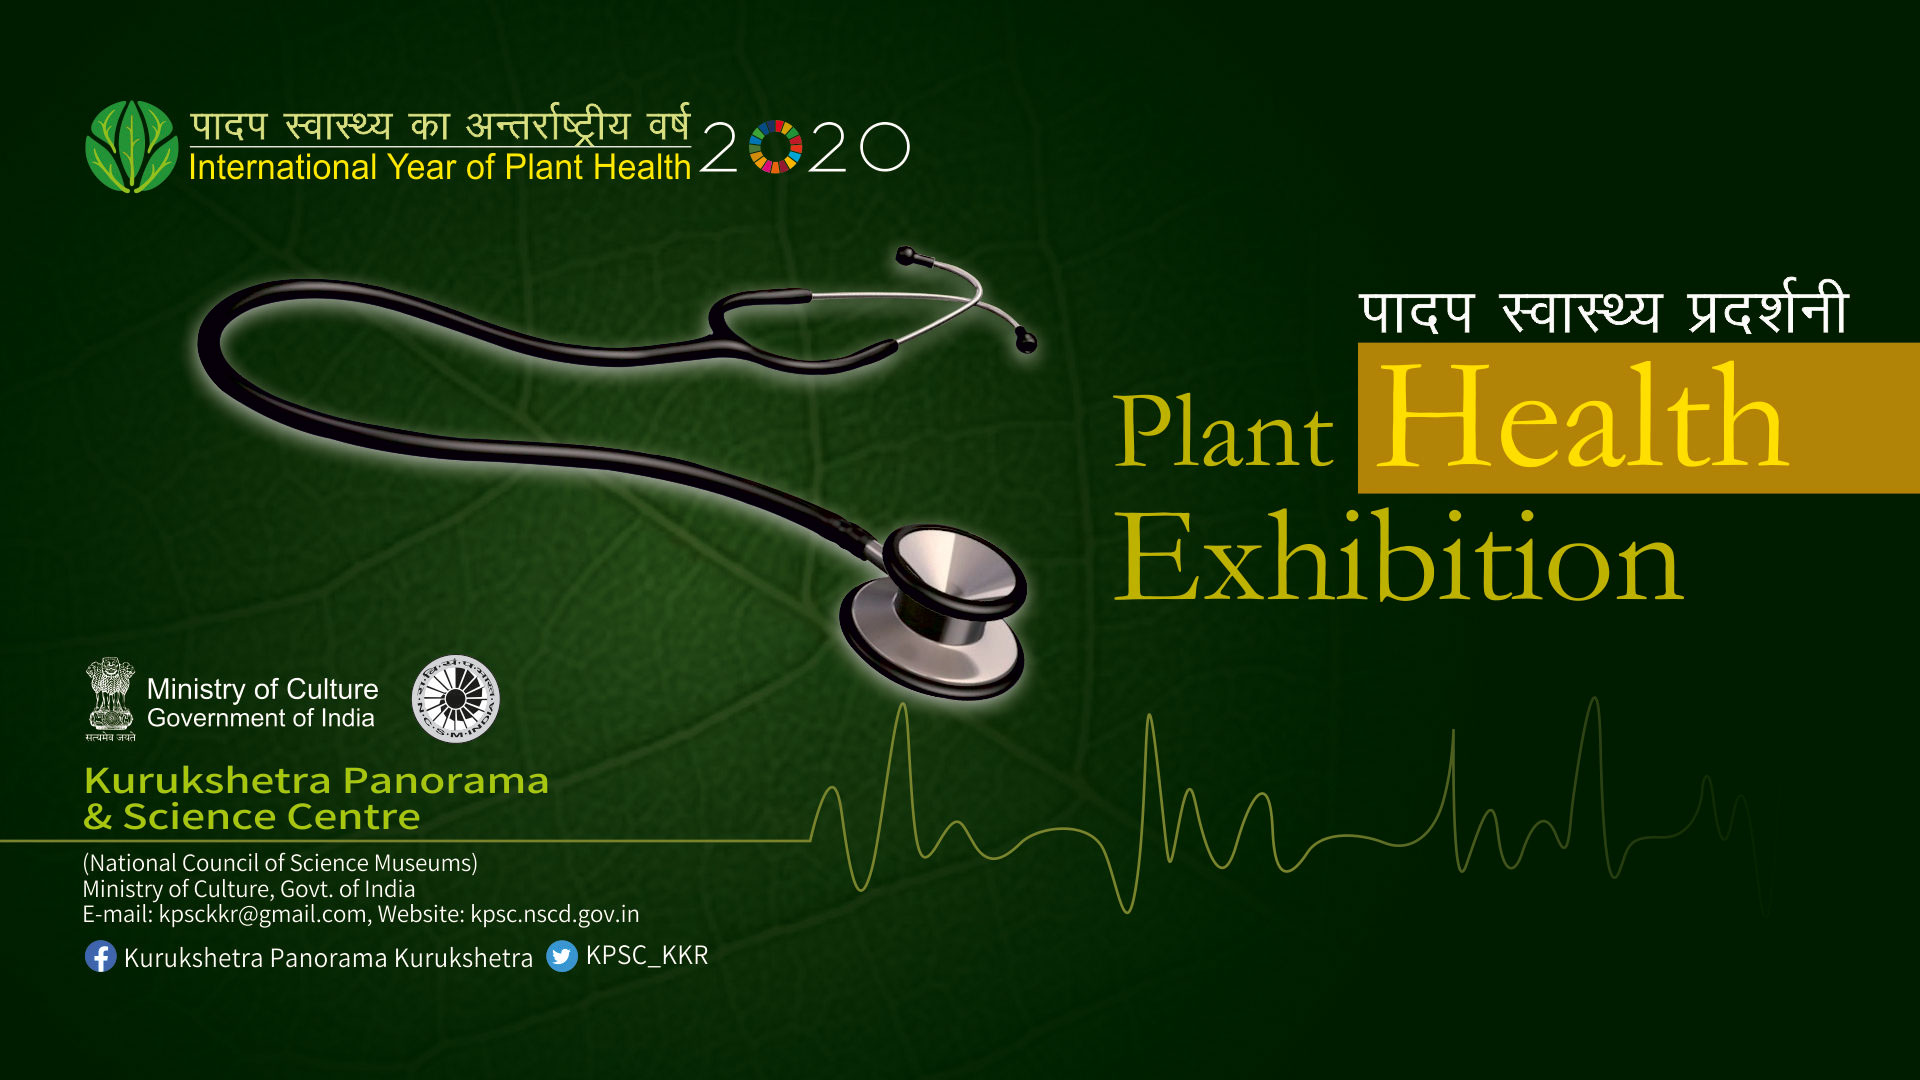 पादप स्वास्थ्य का अन्तर्राष्ट्रीय वर्ष
International Year of Plant Health 2020
पादप स्वास्थ्य प्रदर्शनी
Plant Health
Exhibition
Ministry of Culture
Government of India
सत्यमेव जयते
N.C.S.M.INDIA
Kurukshetra Panorama
& Science Centre
(National Council of Science Museums)
Ministry of Culture, Govt. of India
E-mail: kpsckkr@gmail.com, Website: kpsc.nscd.gov.in
Kurukshetra Panorama Kurukshetra KPSC_KKR